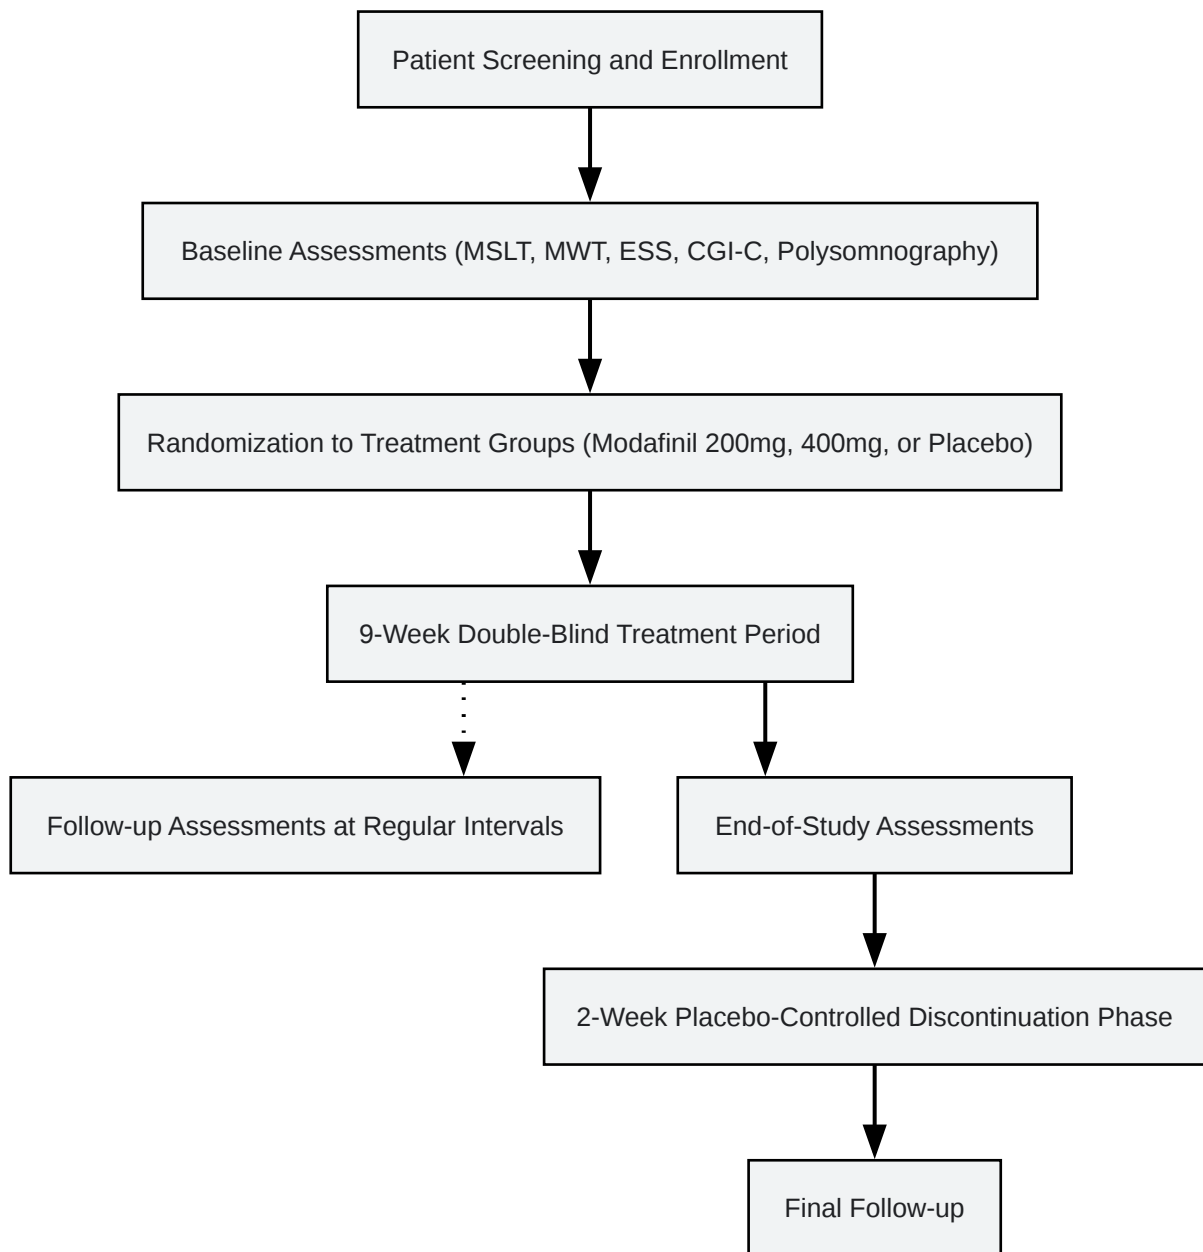 Patient Screening and Enrollment
Baseline Assessments (MSLT, MWT, ESS, CGI-C, Polysomnography)
Randomization to Treatment Groups (Modafinil 200mg, 400mg, or Placebo)
9-Week Double-Blind Treatment Period
Follow-up Assessments at Regular Intervals
End-of-Study Assessments
2-Week Placebo-Controlled Discontinuation Phase
Final Follow-up